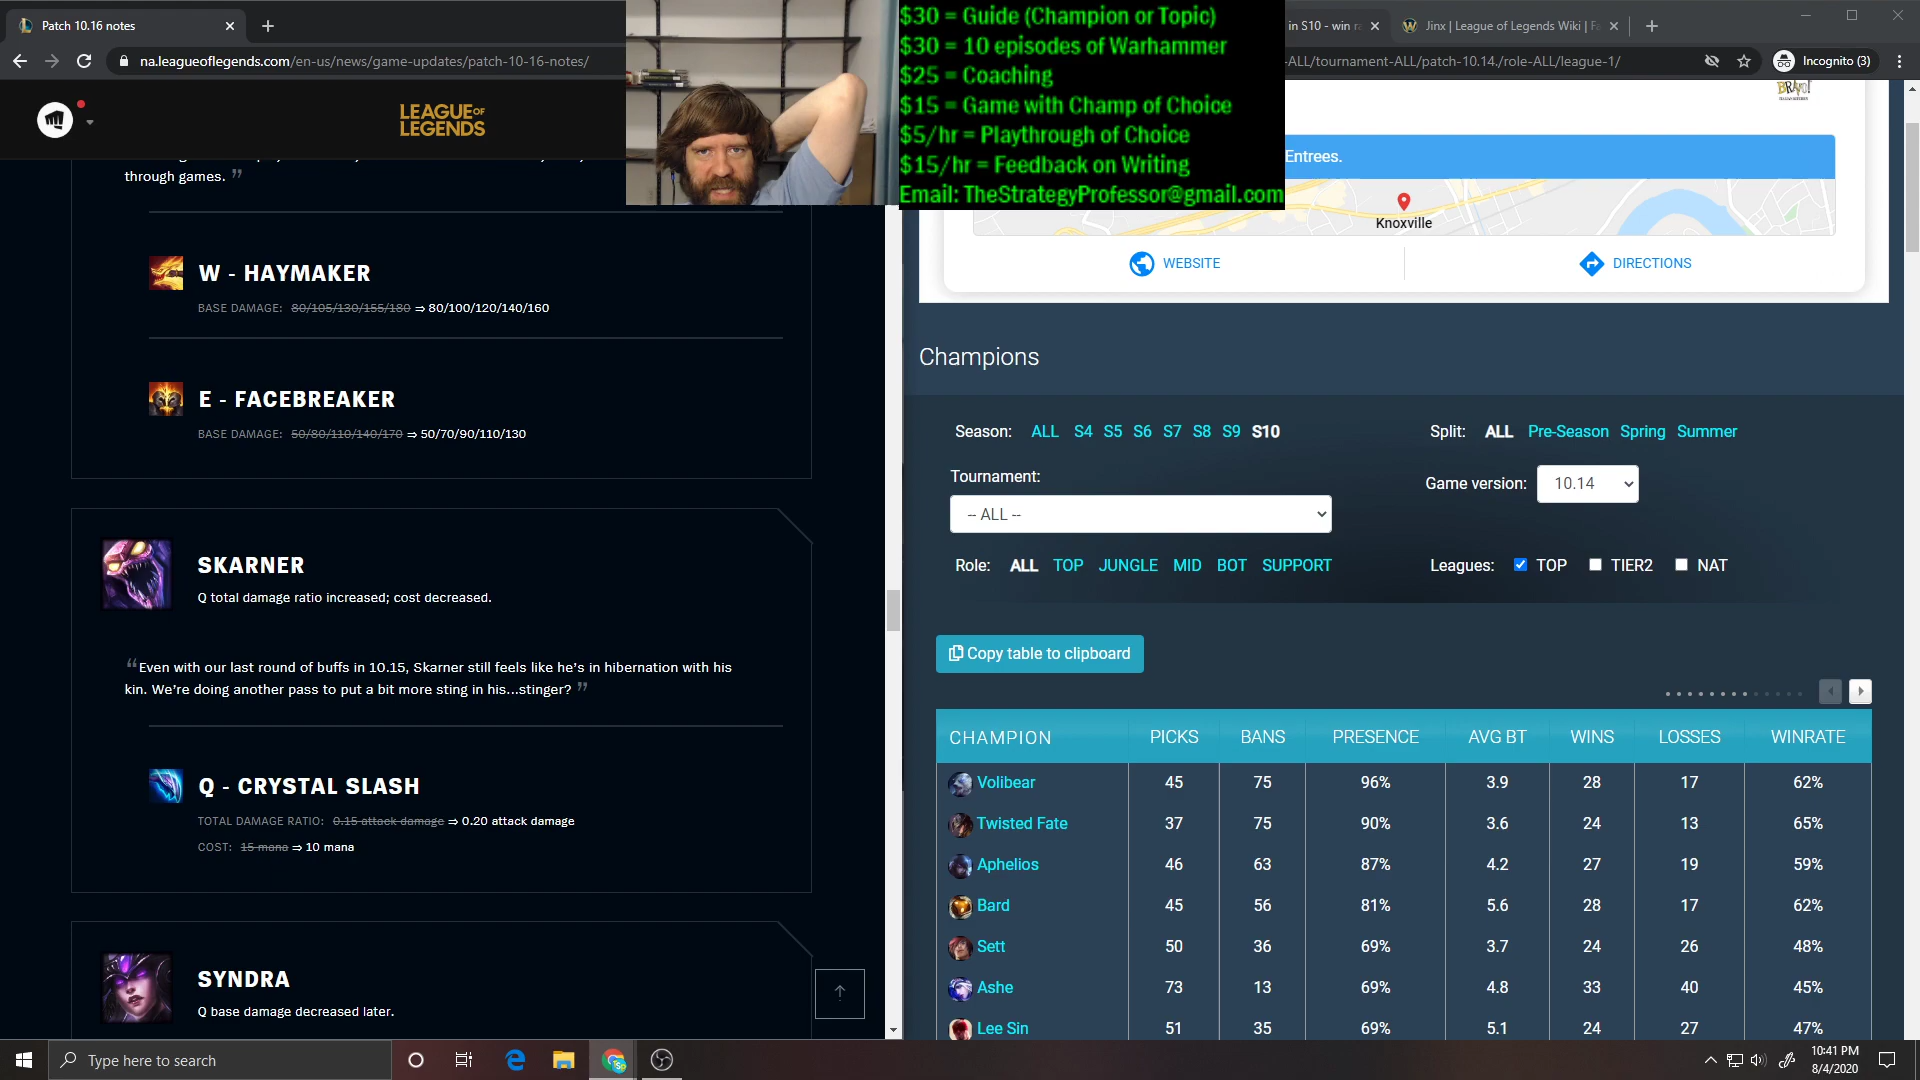 Patch 10.16 notes
na.leagueoflegends.com/en-us/news/game-updates/patch-10-16-notes/
LEAGUE OF
LEGENDS
through games. ”
W - HAYMAKER
BASE DAMAGE: 80/105/130/155/180 ⇒ 80/100/120/140/160
E - FACEBREAKER
BASE DAMAGE: 50/80/110/140/170 ⇒ 50/70/90/110/130
SKARNER
Q total damage ratio increased; cost decreased.
“Even with our last round of buffs in 10.15, Skarner still feels like he's in hibernation with his
kin. We're doing another pass to put a bit more sting in his...stinger? ”
Q - CRYSTAL SLASH
TOTAL DAMAGE RATIO: 0.15 attack damage ⇒ 0.20 attack damage
COST: 15 mana ⇒ 10 mana
SYNDRA
Q base damage decreased later.
$30 = Guide (Champion or Topic)
$30 = 10 episodes of Warhammer
$25 = Coaching
$15 = Game with Champ of Choice
$5/hr = Playthrough of Choice
$15/hr = Feedback on Writing
Email: TheStrategyProfessor@gmail.com
in S10 - win r
Jinx | League of Legends Wiki | F
-ALL/tournament-ALL/patch-10.14./role-ALL/league-1/
Incognito (3)
BRAVO!
Entrees.
Knoxville
WEBSITE
DIRECTIONS
Champions
Season: ALL S4 S5 S6 S7 S8 S9 S10
Split: ALL Pre-Season Spring Summer
Tournament:
-- ALL --
Game version: 10.14
Role: ALL TOP JUNGLE MID BOT SUPPORT
Leagues: TOP TIER2 NAT
Copy table to clipboard
CHAMPION PICKS BANS PRESENCE AVG BT WINS LOSSES WINRATE
Volibear 45 75 96% 3.9 28 17 62%
Twisted Fate 37 75 90% 3.6 24 13 65%
Aphelios 46 63 87% 4.2 27 19 59%
Bard 45 56 81% 5.6 28 17 62%
Sett 50 36 69% 3.7 24 26 48%
Ashe 73 13 69% 4.8 33 40 45%
Lee Sin 51 35 69% 5.1 24 27 47%
Type here to search
10:41 PM
8/4/2020